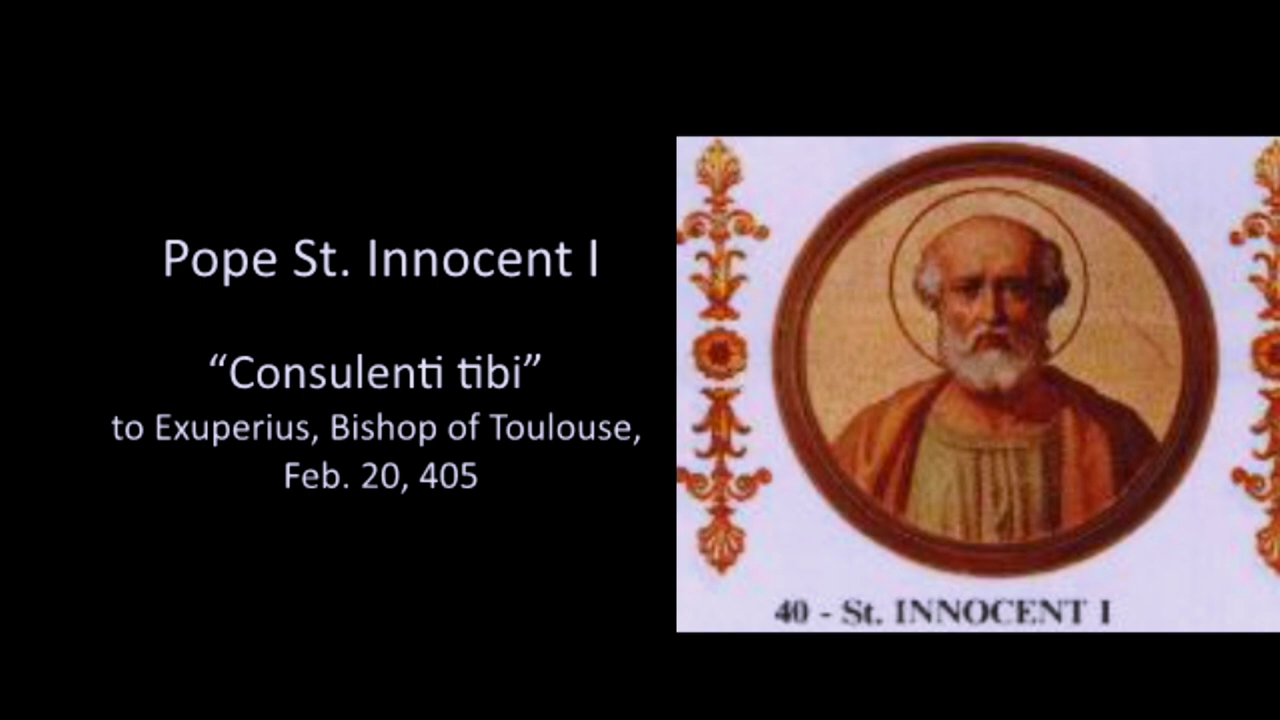 Pope St. Innocent I
“Consulenti tibi”
to Exuperius, Bishop of Toulouse,
Feb. 20, 405
40 - St. INNOCENT I